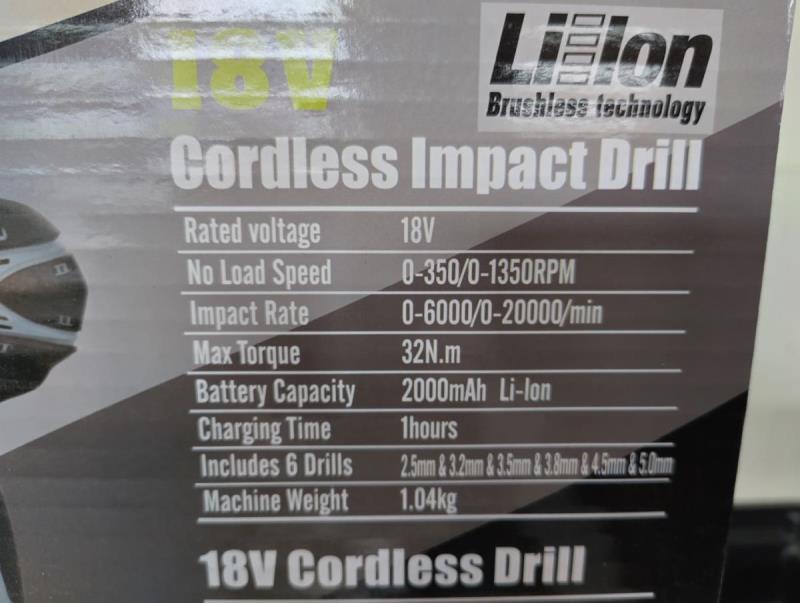 18V
Li-Ion
Brushless technology
Cordless Impact Drill
Rated voltage 18V
No Load Speed 0-350/0-1350RPM
Impact Rate 0-6000/0-20000/min
Max Torque 32N.m
Battery Capacity 2000mAh Li-Ion
Charging Time 1hours
Includes 6 Drills 2.5mm & 3.2mm & 3.5mm & 3.8mm & 4.5mm & 5.0mm
Machine Weight 1.04kg
18V Cordless Drill